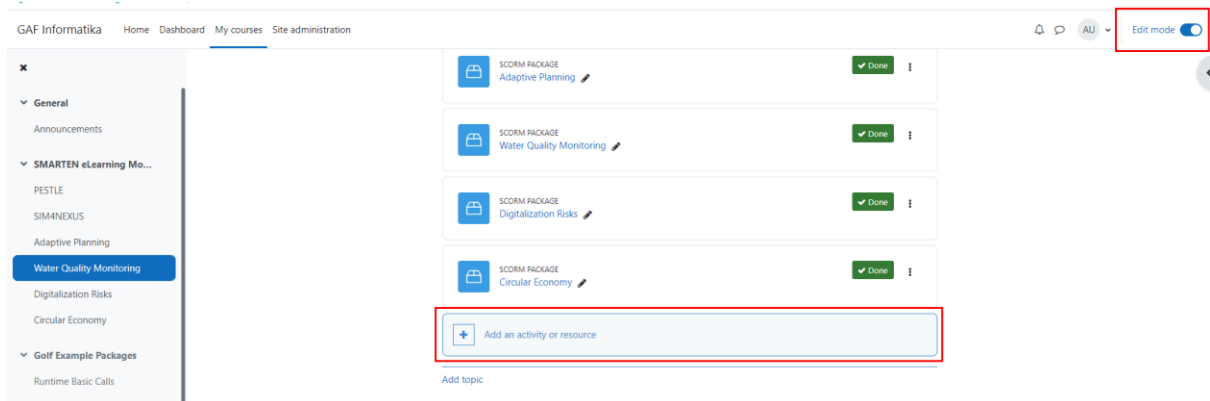 GAF Informatika Home Dashboard My courses Site administration AU Edit mode
General
Announcements
SMARTEN eLearning Mo...
PESTLE
SIM4NEXUS
Adaptive Planning
Water Quality Monitoring
Digitalization Risks
Circular Economy
Golf Example Packages
Runtime Basic Calls
SCORM PACKAGE
Adaptive Planning
Done
SCORM PACKAGE
Water Quality Monitoring
Done
SCORM PACKAGE
Digitalization Risks
Done
SCORM PACKAGE
Circular Economy
Done
Add an activity or resource
Add topic